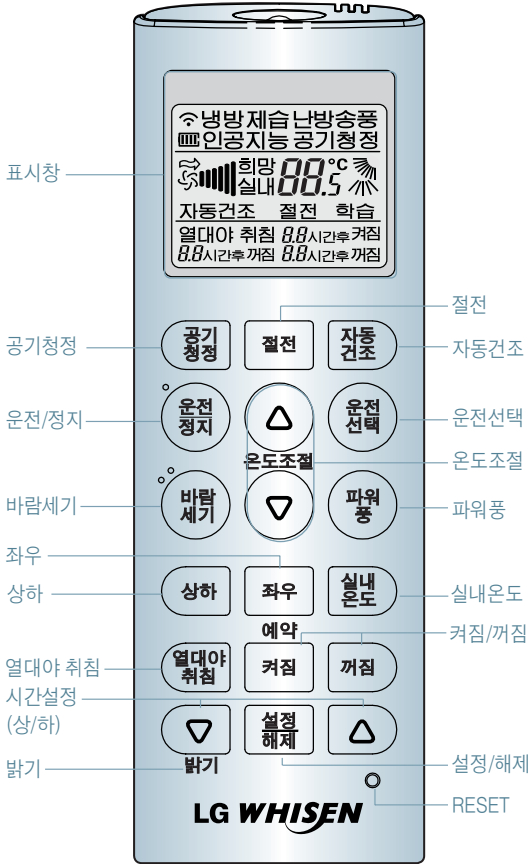 냉방 제습 난방 송풍
인공지능 공기청정
희망
실내
88.5 °C
자동건조 절전 학습
열대야 취침 8.8시간후 켜짐
8.8시간후 꺼짐 8.8시간후 꺼짐
표시창
절전
공기청정
공기
청정
절전
자동
건조
자동건조
운전/정지
운전
정지
운전
선택
운전선택
온도조절
온도조절
바람세기
바람
세기
파워
풍
파워풍
좌우
상하
상하
좌우
실내
온도
실내온도
예약
켜짐/꺼짐
열대야 취침
열대야
취침
켜짐
꺼짐
시간설정
(상/하)
설정
해제
밝기
밝기
설정/해제
RESET
LG WHISEN